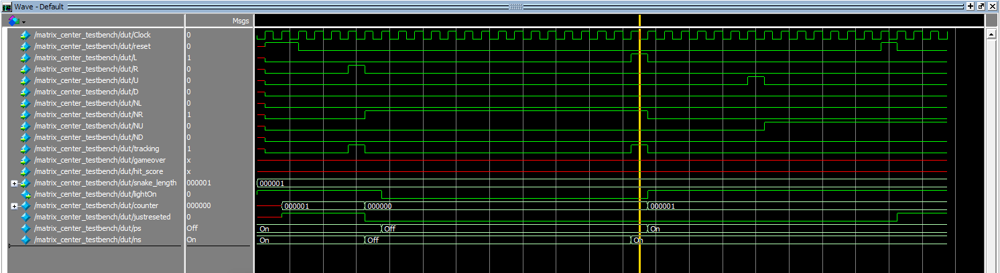 Wave - Default
Msgs
/matrix_center_testbench/dut/Clock 0
/matrix_center_testbench/dut/reset 0
/matrix_center_testbench/dut/L 1
/matrix_center_testbench/dut/R 0
/matrix_center_testbench/dut/U 0
/matrix_center_testbench/dut/D 0
/matrix_center_testbench/dut/NL 0
/matrix_center_testbench/dut/NR 1
/matrix_center_testbench/dut/NU 0
/matrix_center_testbench/dut/ND 0
/matrix_center_testbench/dut/tracking 1
/matrix_center_testbench/dut/gameover x
/matrix_center_testbench/dut/hit_score x
/matrix_center_testbench/dut/snake_length 000001 000001
/matrix_center_testbench/dut/lightOn 0
/matrix_center_testbench/dut/counter 000000 000001 000000 000001
/matrix_center_testbench/dut/justreseted 0
/matrix_center_testbench/dut/ps Off On Off On
/matrix_center_testbench/dut/ns On On Off On